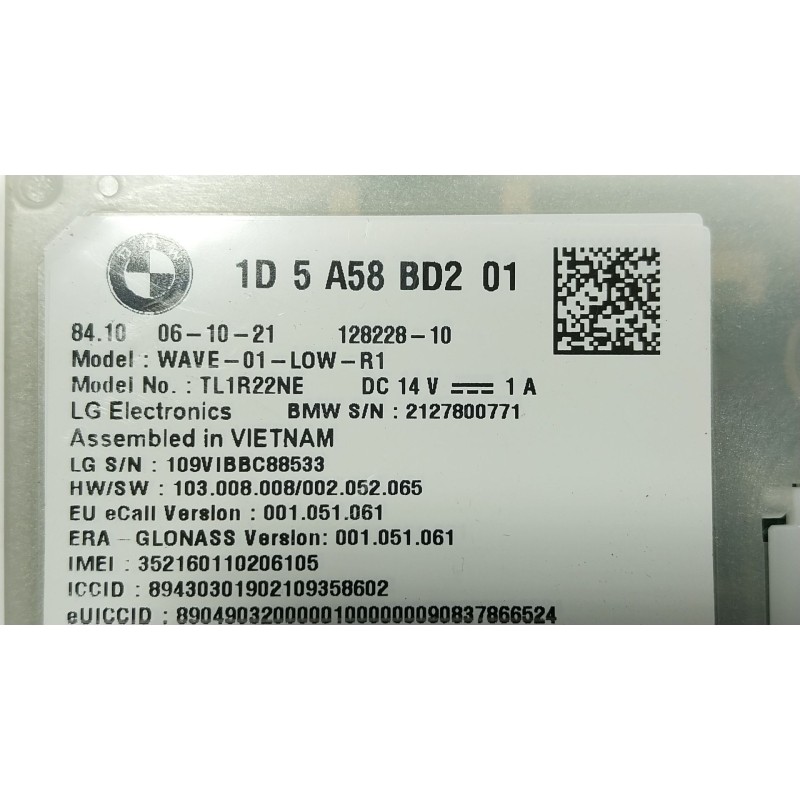 1D 5 A58 BD2 01
84.10 06-10-21 128228-10
Model : WAVE-01-LOW-R1
Model No. : TL1R22NE DC 14 V ⎓ 1 A
LG Electronics BMW S/N : 2127800771
Assembled in VIETNAM
LG S/N : 109VIBBC88533
HW/SW : 103.008.008/002.052.065
EU eCall Version : 001.051.061
ERA - GLONASS Version: 001.051.061
IMEI : 352160110206105
ICCID : 89430301902109358602
eUICCID : 89049032000001000000090837866524